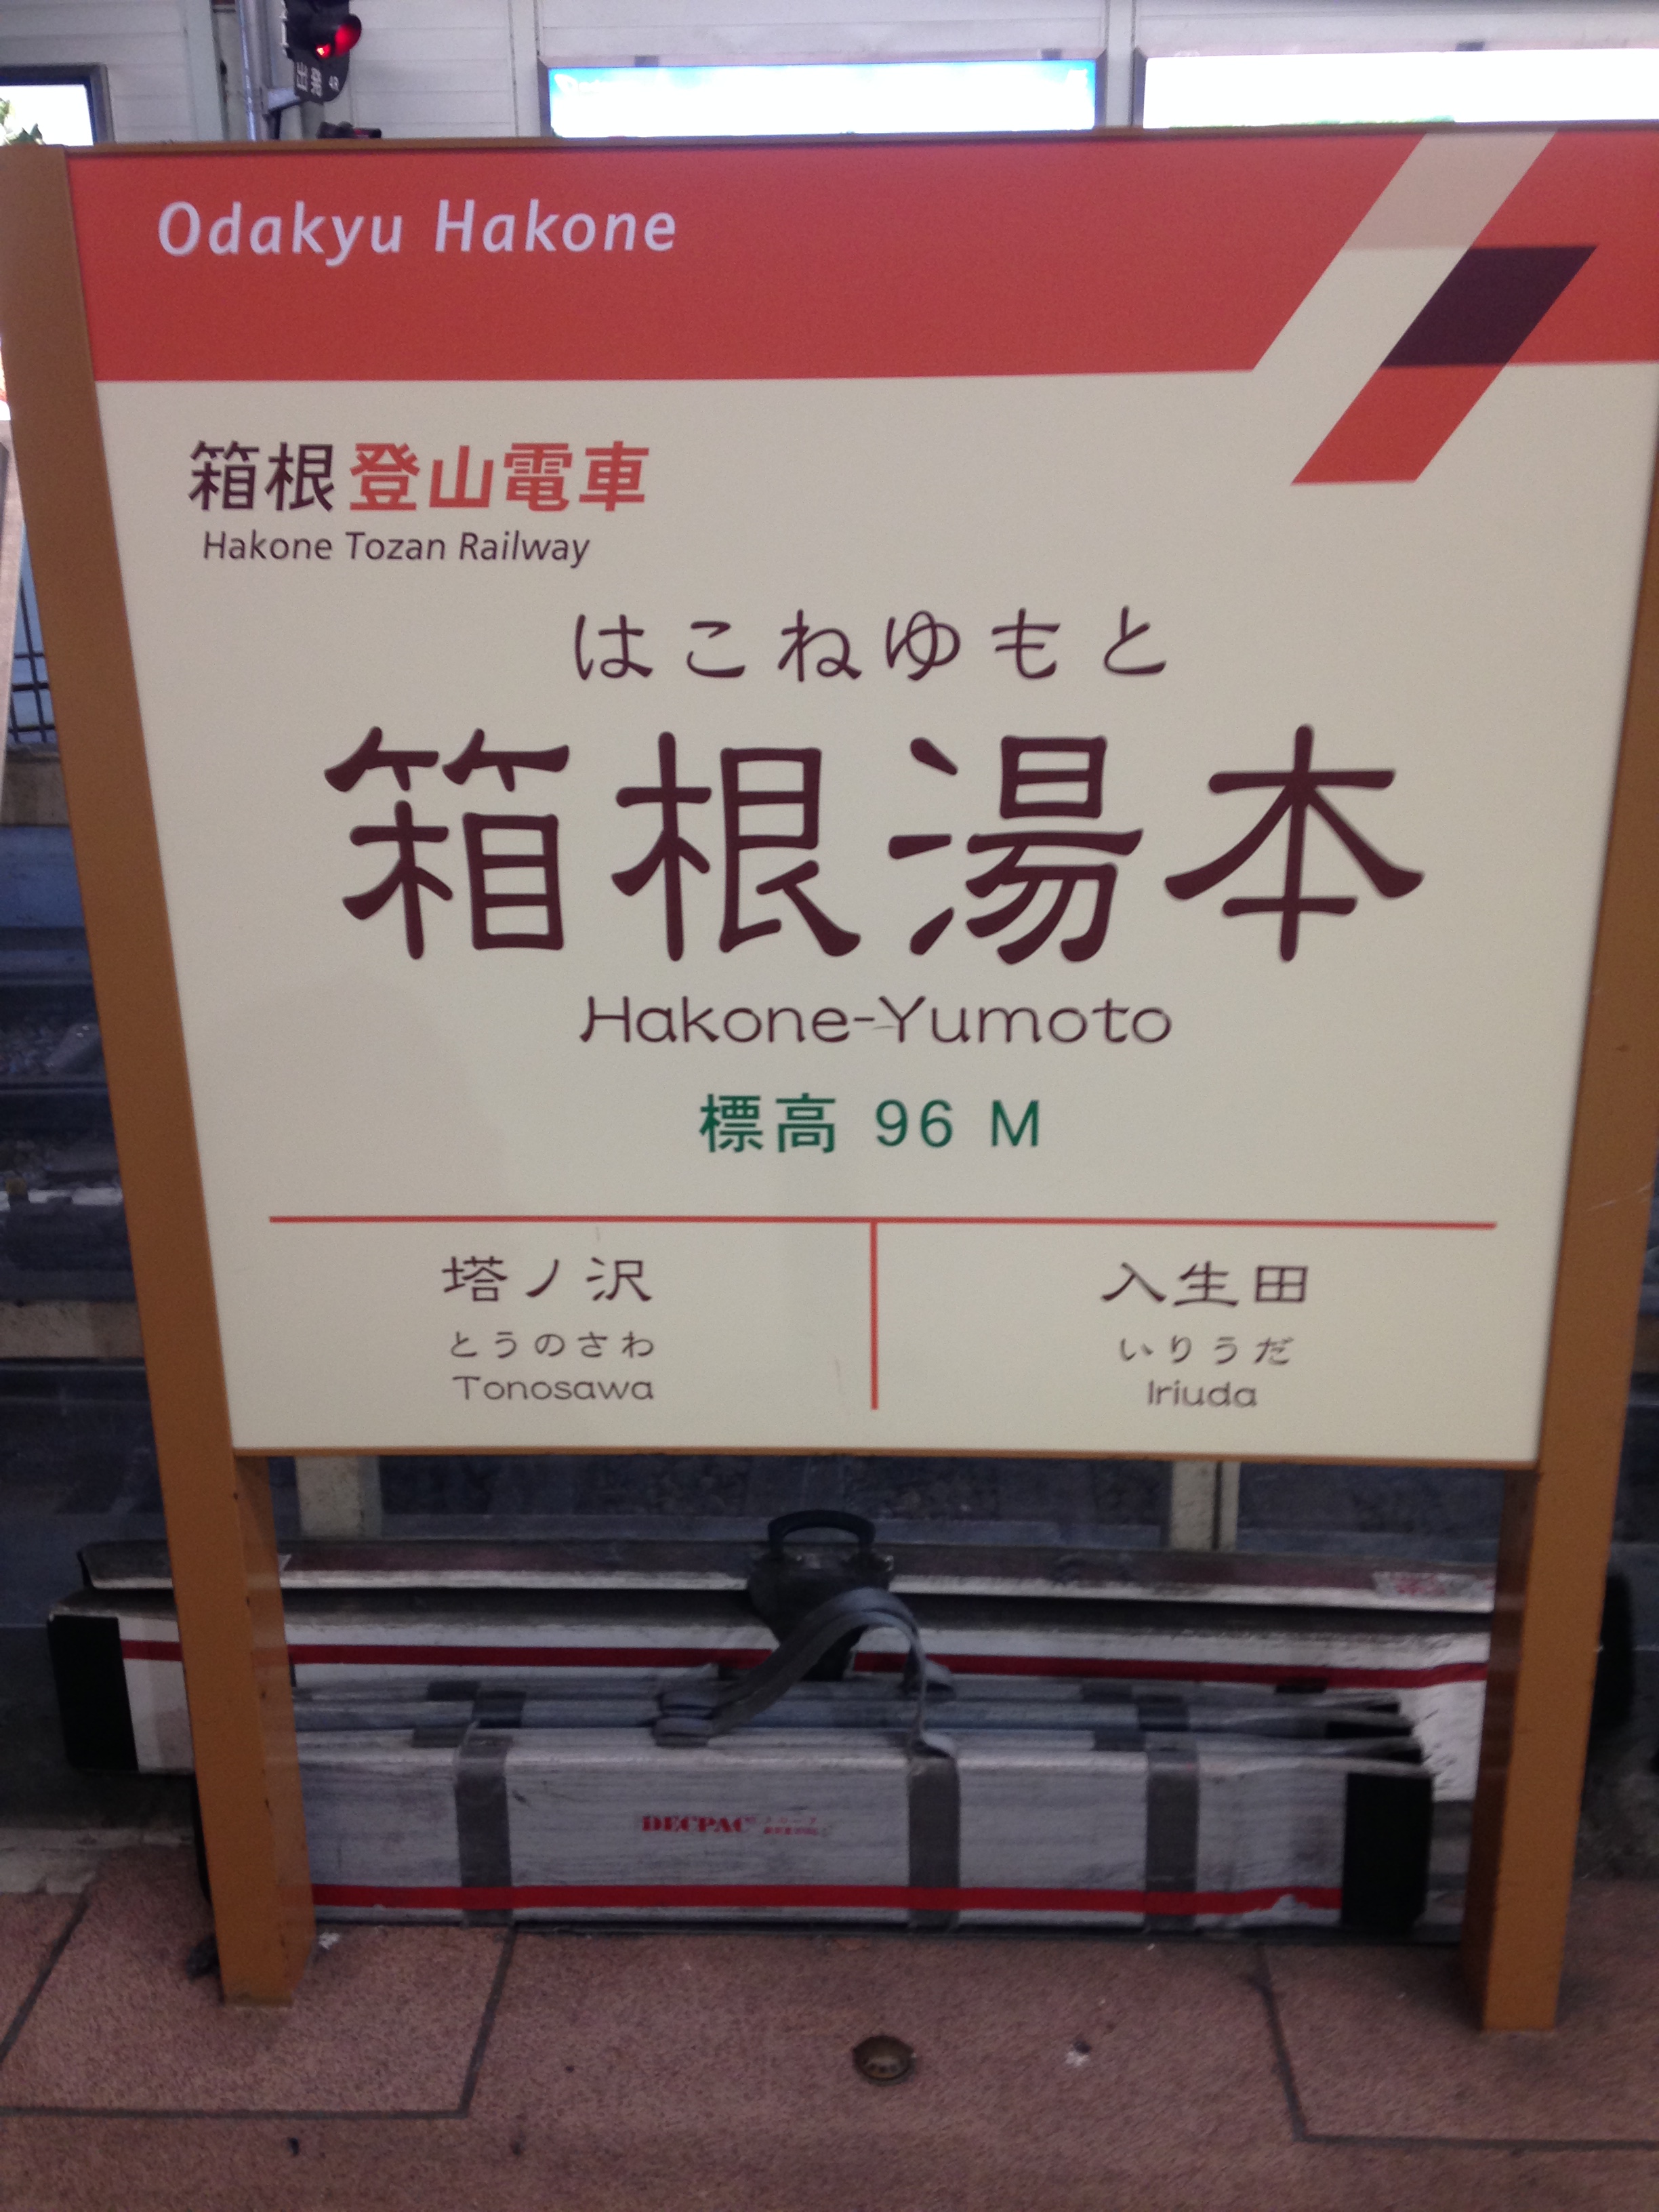 出発
Odakyu Hakone
箱根登山電車
Hakone Tozan Railway
はこねゆもと
箱根湯本
Hakone-Yumoto
標高 96 M
塔ノ沢
とうのさわ
Tonosawa
入生田
いりうだ
Iriuda
DECPAC